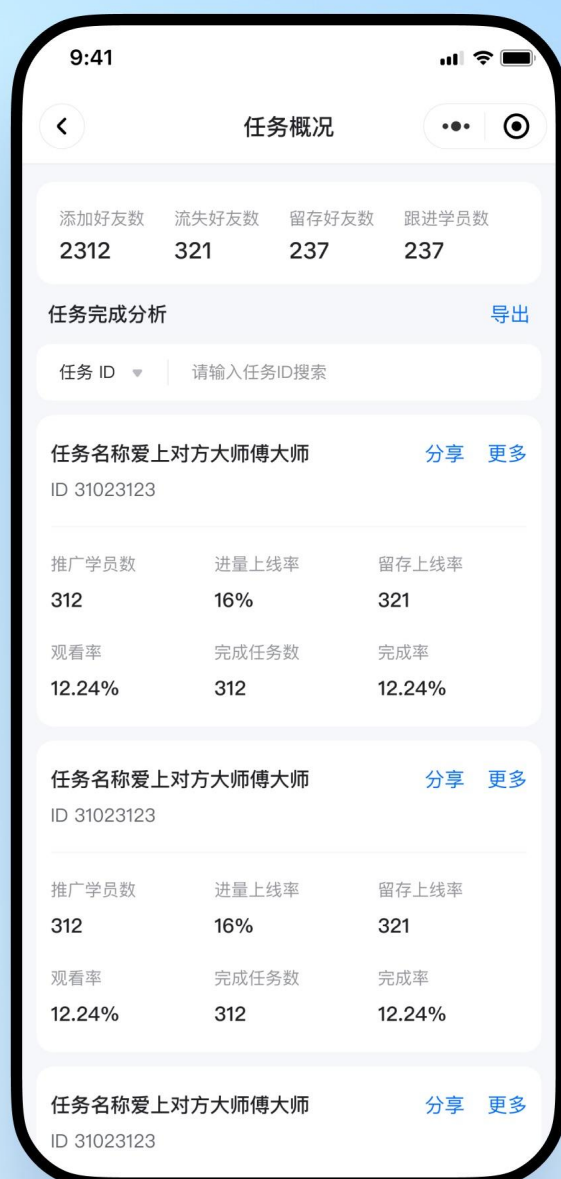 9:41
任务概况
添加好友数 流失好友数 留存好友数 跟进学员数
2312 321 237 237
任务完成分析 导出
任务 ID 请输入任务ID搜索
任务名称爱上对方大师傅大师 分享 更多
ID 31023123
推广学员数 进量上线率 留存上线率
312 16% 321
观看率 完成任务数 完成率
12.24% 312 12.24%
任务名称爱上对方大师傅大师 分享 更多
ID 31023123
推广学员数 进量上线率 留存上线率
312 16% 321
观看率 完成任务数 完成率
12.24% 312 12.24%
任务名称爱上对方大师傅大师 分享 更多
ID 31023123